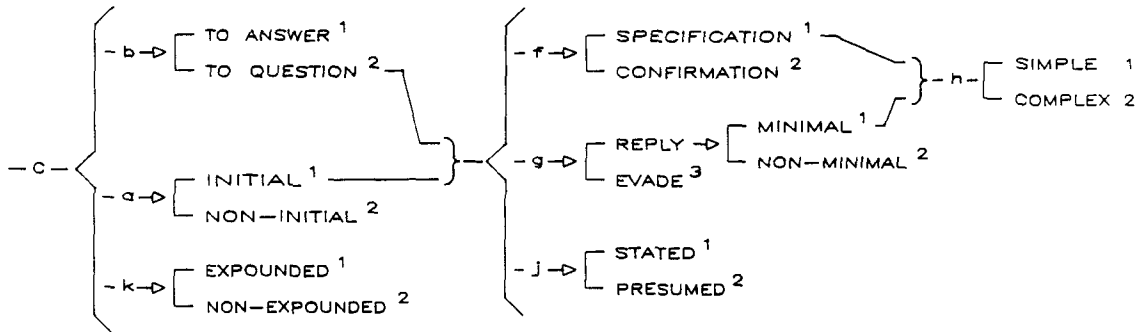 c
b
TO ANSWER 1
TO QUESTION 2
a
INITIAL 1
NON-INITIAL 2
k
EXPOUNDED 1
NON-EXPOUNDED 2
f
SPECIFICATION 1
CONFIRMATION 2
g
REPLY
EVADE 3
MINIMAL 1
NON-MINIMAL 2
j
STATED 1
PRESUMED 2
h
SIMPLE 1
COMPLEX 2